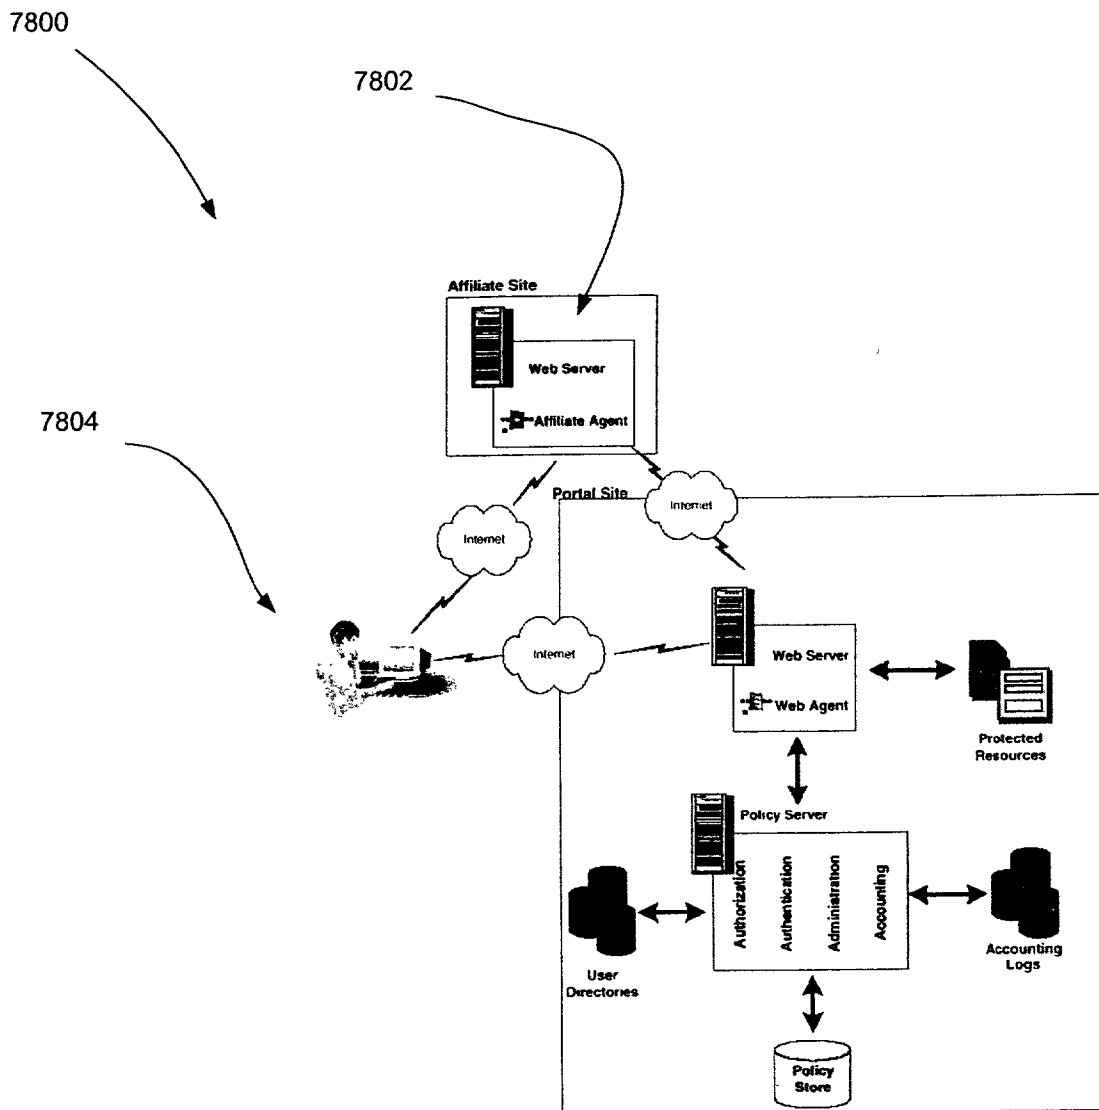 7800
7802
Affiliate Site
Web Server
Affiliate Agent
7804
Portal Site
Internet
Internet
Internet
Web Server
Web Agent
Protected
Resources
Policy Server
Authorization
Authentication
Administration
Accounting
User
Directories
Accounting
Logs
Policy
Store